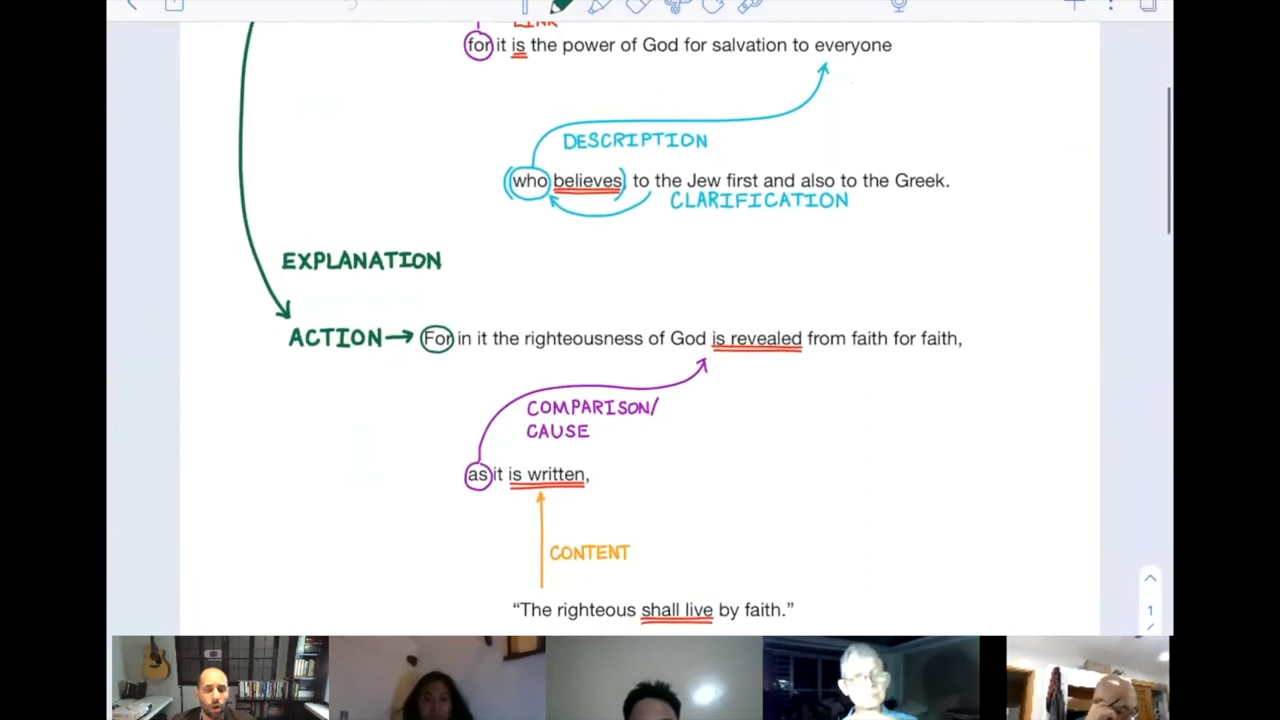 LINK
for it is the power of God for salvation to everyone
DESCRIPTION
(who believes) to the Jew first and also to the Greek.
CLARIFICATION
EXPLANATION
ACTION → For in it the righteousness of God is revealed from faith for faith,
COMPARISON/
CAUSE
as it is written,
CONTENT
“The righteous shall live by faith.”
1